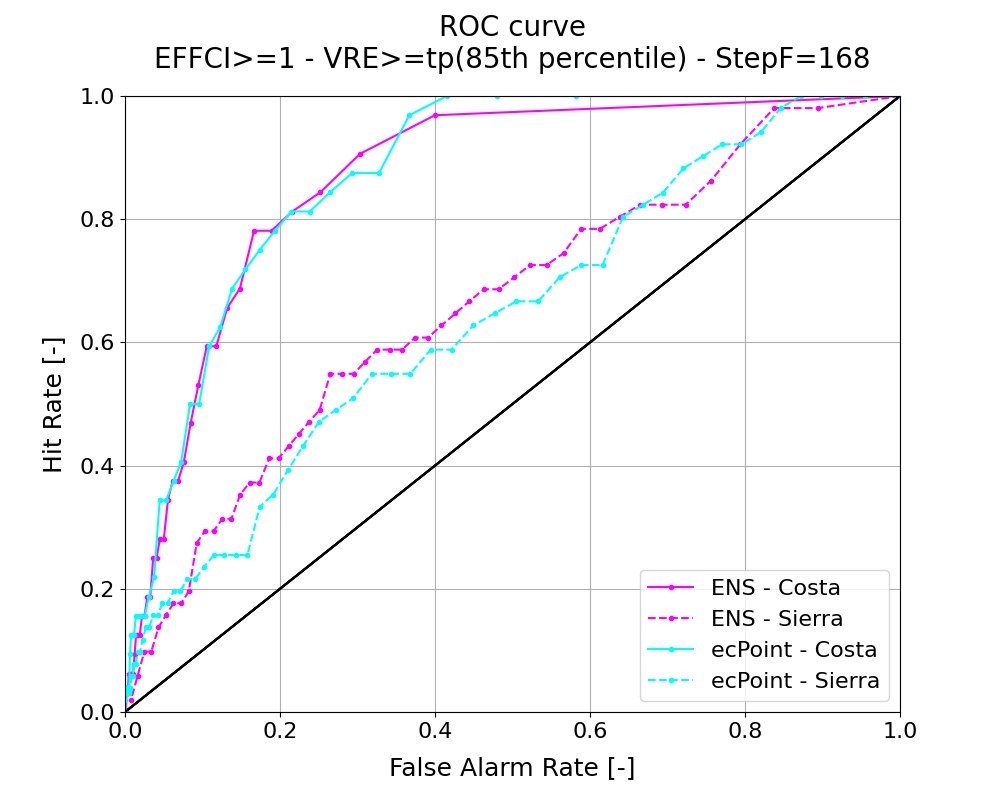 ROC curve
EFFCI>=1 - VRE>=tp(85th percentile) - StepF=168
1.0
0.8
0.6
0.4
0.2
0.0
Hit Rate [-]
0.0 0.2 0.4 0.6 0.8 1.0
False Alarm Rate [-]
ENS - Costa
ENS - Sierra
ecPoint - Costa
ecPoint - Sierra